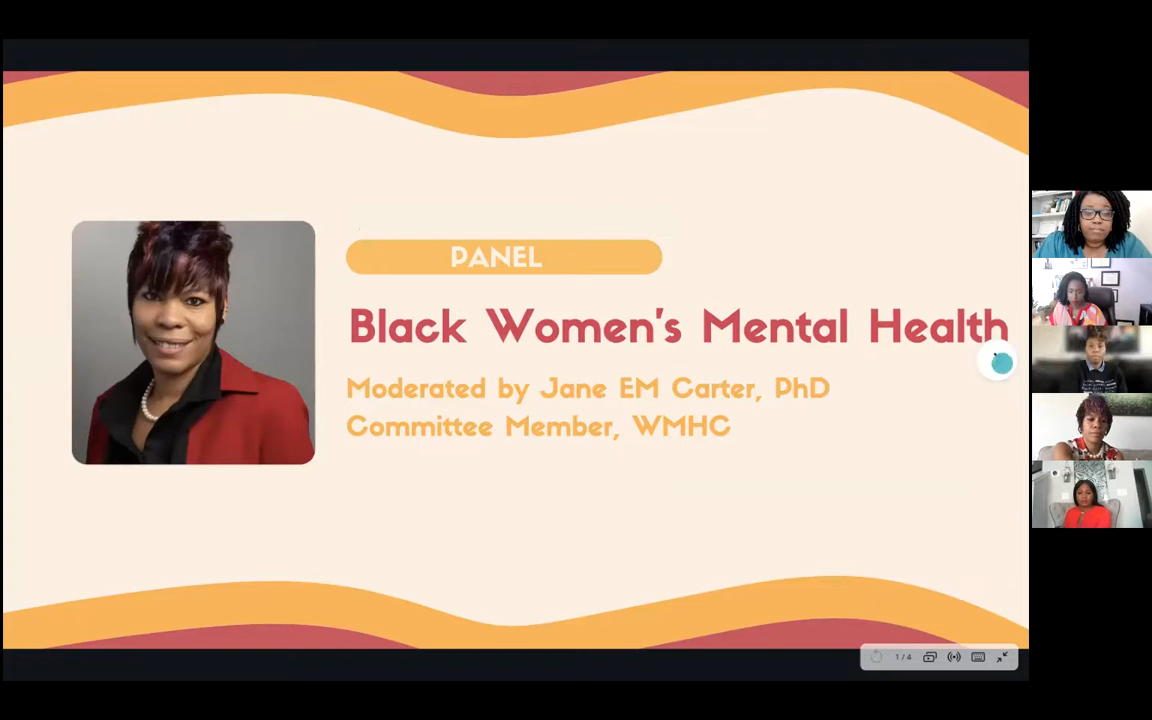 PANEL
Black Women's Mental Health
Moderated by Jane EM Carter, PhD
Committee Member, WMHC
1 / 4